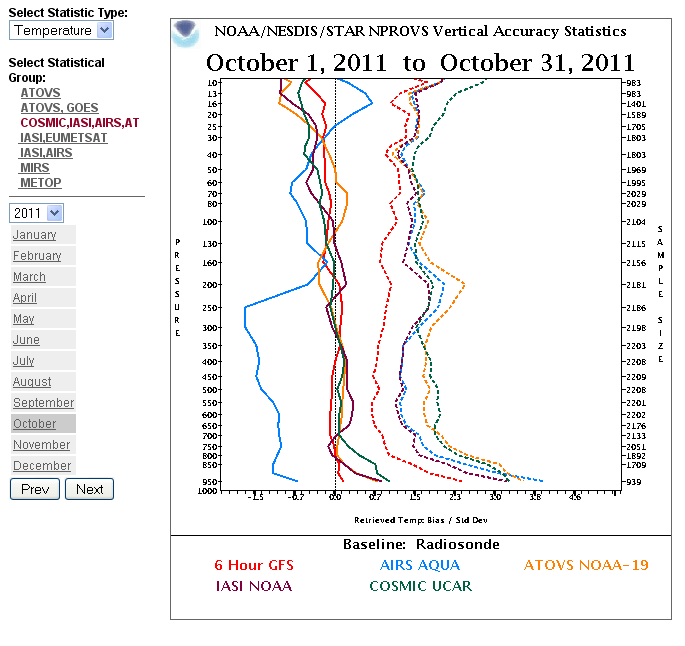 Select Statistic Type:
Temperature
Select Statistical
Group:
ATOVS
ATOVS, GOES
COSMIC,IASI,AIRS,AT
IASI,EUMETSAT
IASI,AIRS
MIRS
METOP
2011
January
February
March
April
May
June
July
August
September
October
November
December
Prev Next
NOAA/NESDIS/STAR NPROVS Vertical Accuracy Statistics
October 1, 2011 to October 31, 2011
PRESSURE
10 983
13 983
16 1401
20 1589
25 1705
30 1803
40 1803
50 1969
60 1995
70 2029
80 2029
100 2104
130 2115
150 2156
200 2181
250 2186
300 2198
350 2203
400 2208
450 2209
500 2208
550 2201
600 2202
650 2176
700 2133
750 2051
800 1892
850 1709
950 939
1000
-1.5 -0.7 0.0 0.7 1.5 2.3 3.0 3.8 4.6 5.3
SAMPLE SIZE
Retrieved Temp: Bias / Std Dev
Baseline: Radiosonde
6 Hour GFS AIRS AQUA ATOVS NOAA-19
IASI NOAA COSMIC UCAR